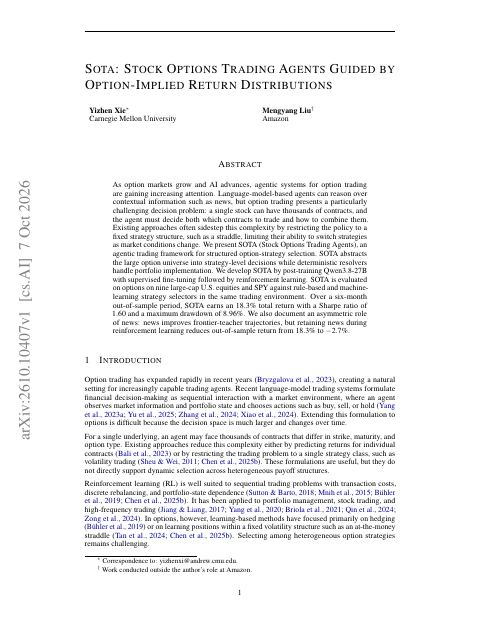 SOTA: STOCK OPTIONS TRADING AGENTS GUIDED BY
OPTION-IMPLIED RETURN DISTRIBUTIONS
Yizhen Xie*
Carnegie Mellon University
Mengyang Liu†
Amazon
ABSTRACT
As option markets grow and AI advances, agentic systems for option trading
are gaining increasing attention. Language-model-based agents can reason over
contextual information such as news, but option trading presents a particularly
challenging decision problem: a single stock can have thousands of contracts, and
the agent must decide both which contracts to trade and how to combine them.
Existing approaches often sidestep this complexity by restricting the policy to a
fixed strategy structure, such as a straddle, limiting their ability to switch strategies
as market conditions change. We present SOTA (Stock Options Trading Agents), an
agentic trading framework for structured option-strategy selection. SOTA abstracts
the large option universe into strategy-level decisions while deterministic resolvers
handle portfolio implementation. We develop SOTA by post-training Qwen3.8-27B
with supervised fine-tuning followed by reinforcement learning. SOTA is evaluated
on options on nine large-cap U.S. equities and SPY against rule-based and machine-
learning strategy selectors in the same trading environment. Over a six-month
out-of-sample period, SOTA earns an 18.3% total return with a Sharpe ratio of
1.60 and a maximum drawdown of 8.96%. We also document an asymmetric role
of news: news improves frontier-teacher trajectories, but retaining news during
reinforcement learning reduces out-of-sample return from 18.3% to −2.7%.
1 INTRODUCTION
Option trading has expanded rapidly in recent years (Bryzgalova et al., 2023), creating a natural
setting for increasingly capable trading agents. Recent language-model trading systems formulate
financial decision-making as sequential interaction with a market environment, where an agent
observes market information and portfolio state and chooses actions such as buy, sell, or hold (Yang
et al., 2023a; Yu et al., 2025; Zhang et al., 2024; Xiao et al., 2024). Extending this formulation to
options is difficult because the decision space is much larger and changes over time.
For a single underlying, an agent may face thousands of contracts that differ in strike, maturity, and
option type. Existing approaches reduce this complexity either by predicting returns for individual
contracts (Bali et al., 2023) or by restricting the trading problem to a single strategy class, such as
volatility trading (Sheu & Wei, 2011; Chen et al., 2025b). These formulations are useful, but they do
not directly support dynamic selection across heterogeneous payoff structures.
Reinforcement learning (RL) is well suited to sequential trading problems with transaction costs,
discrete rebalancing, and portfolio-state dependence (Sutton & Barto, 2018; Mnih et al., 2015; Bühler
et al., 2019; Chen et al., 2025b). It has been applied to portfolio management, stock trading, and
high-frequency trading (Jiang & Liang, 2017; Yang et al., 2020; Briola et al., 2021; Qin et al., 2024;
Zong et al., 2024). In options, however, learning-based methods have focused primarily on hedging
(Bühler et al., 2019) or on learning positions within a fixed volatility structure such as an at-the-money
straddle (Tan et al., 2024; Chen et al., 2025b). Selecting among heterogeneous option strategies
remains challenging.
* Correspondence to: yizhenxi@andrew.cmu.edu.
† Work conducted outside the author's role at Amazon.
1
arXiv:2610.10407v1 [cs.AI] 7 Oct 2026